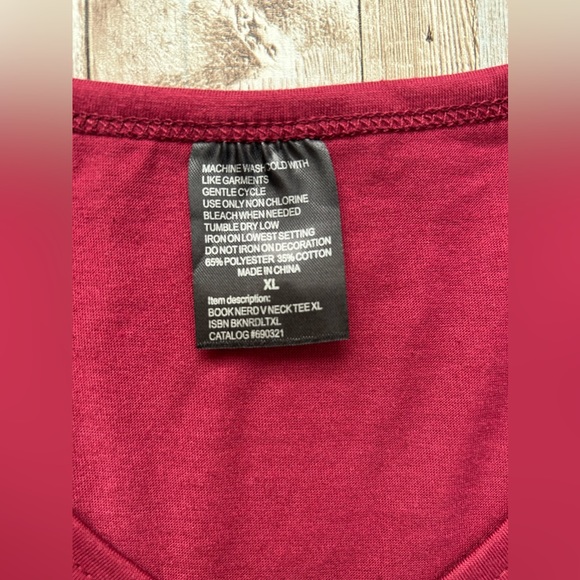 MACHINE WASH COLD WITH
LIKE GARMENTS
GENTLE CYCLE
USE ONLY NON CHLORINE
BLEACH WHEN NEEDED
TUMBLE DRY LOW
IRON ON LOWEST SETTING
DO NOT IRON ON DECORATION
65% POLYESTER 35% COTTON
MADE IN CHINA
XL
Item description:
BOOK NERD V NECK TEE XL
ISBN BKNRDLTXL
CATALOG #690321